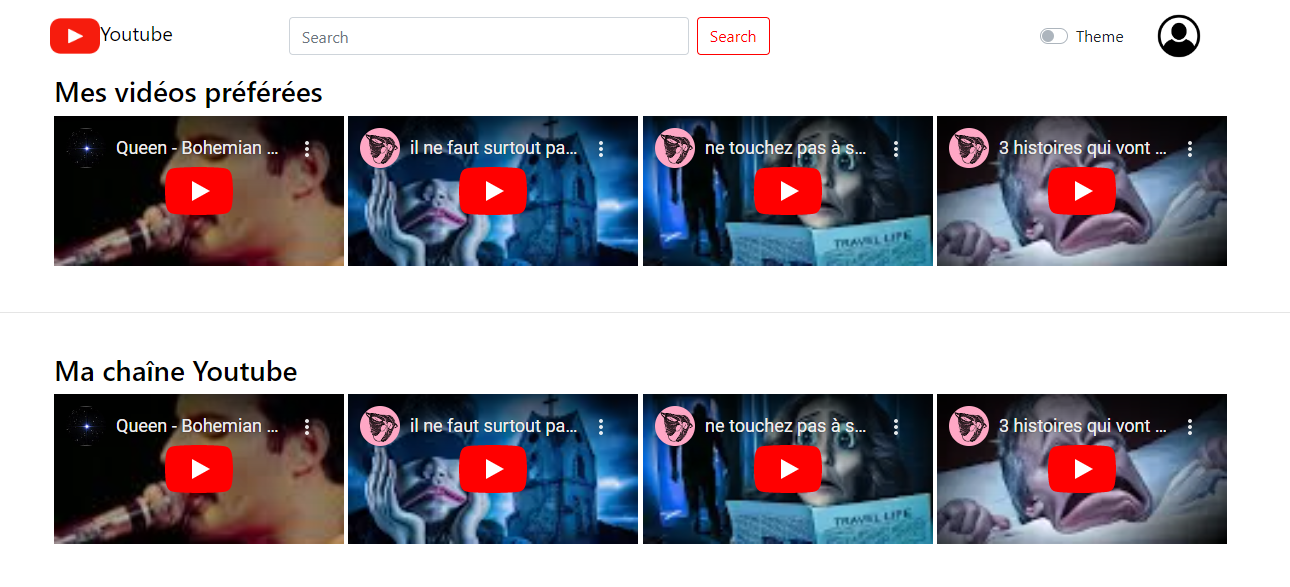 Youtube
Search
Search
Theme
Mes vidéos préférées
Queen - Bohemian ...
il ne faut surtout pa...
ne touchez pas à s...
3 histoires qui vont ...
TRAVEL LIFE
Ma chaîne Youtube
Queen - Bohemian ...
il ne faut surtout pa...
ne touchez pas à s...
3 histoires qui vont ...
TRAVEL LIFE